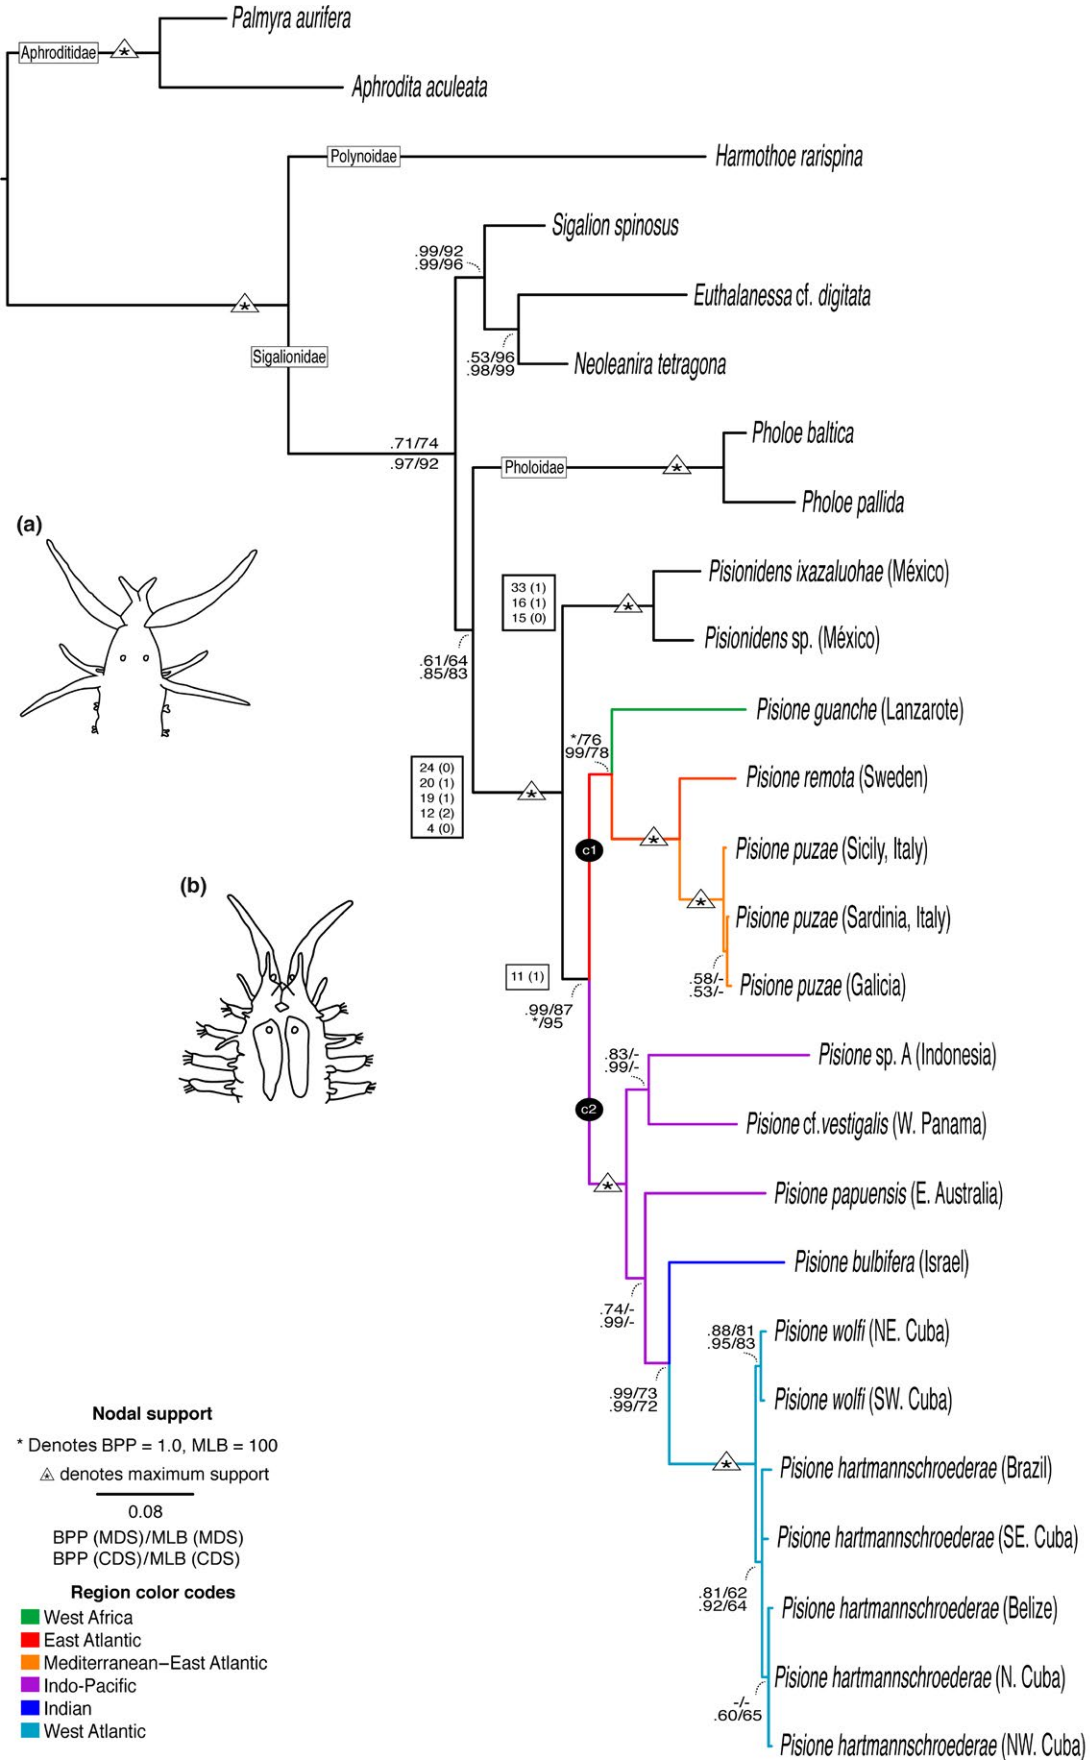 Palmyra aurifera
Aphroditidae
*
Aphrodita aculeata
Polynoidae
Harmothoe rarispina
Sigalion spinosus
.99/92
.99/96
Euthalanessa cf. digitata
*
Sigalionidae
.53/96
.98/99
Neoleanira tetragona
.71/74
.97/92
Pholoe baltica
Pholoidae
*
Pholoe pallida
(a)
Pisionidens ixazaluohae (México)
33 (1)
16 (1)
15 (0)
*
Pisionidens sp. (México)
.61/64
.85/83
Pisione guanche (Lanzarote)
*/76
99/78
24 (0)
20 (1)
19 (1)
12 (2)
4 (0)
*
Pisione remota (Sweden)
*
c1
Pisione puzae (Sicily, Italy)
(b)
*
Pisione puzae (Sardinia, Italy)
11 (1)
.58/-
.53/-
Pisione puzae (Galicia)
.99/87
*/95
.83/-
.99/-
Pisione sp. A (Indonesia)
c2
Pisione cf.vestigalis (W. Panama)
*
Pisione papuensis (E. Australia)
Pisione bulbifera (Israel)
.74/-
.99/-
.88/81
.95/83
Pisione wolfi (NE. Cuba)
.99/73
.99/72
Pisione wolfi (SW. Cuba)
*
Pisione hartmannschroederae (Brazil)
Pisione hartmannschroederae (SE. Cuba)
.81/62
.92/64
Pisione hartmannschroederae (Belize)
Pisione hartmannschroederae (N. Cuba)
-/-
.60/65
Pisione hartmannschroederae (NW. Cuba)
Nodal support
* Denotes BPP = 1.0, MLB = 100
* denotes maximum support
0.08
BPP (MDS)/MLB (MDS)
BPP (CDS)/MLB (CDS)
Region color codes
West Africa
East Atlantic
Mediterranean–East Atlantic
Indo-Pacific
Indian
West Atlantic